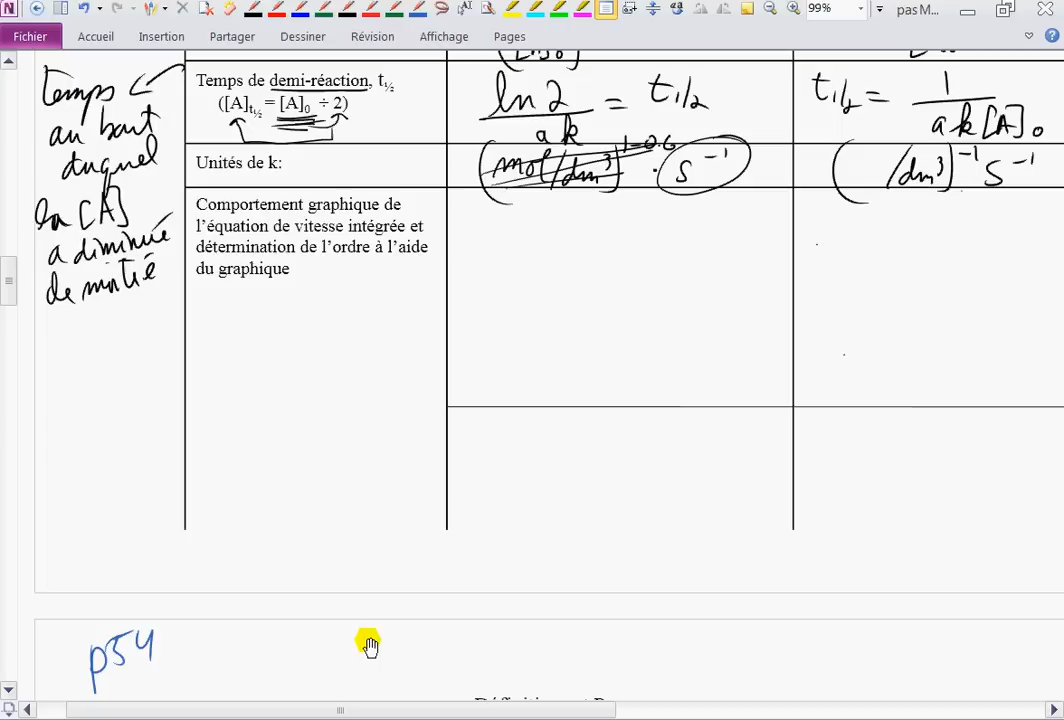 99%
pas M...
Fichier Accueil Insertion Partager Dessiner Révision Affichage Pages
Temps
au bout
duquel
la [A]
a diminué
de moitié
Temps de demi-réaction, t½
([A]t½ = [A]0 ÷ 2)
ln 2 / ak = t1/2
t1/2 = 1 / ak[A]0
Unités de k:
(mol/dm³)^1-0.6 · s⁻¹
( /dm³)⁻¹ s⁻¹
Comportement graphique de
l'équation de vitesse intégrée et
détermination de l'ordre à l'aide
du graphique
p54